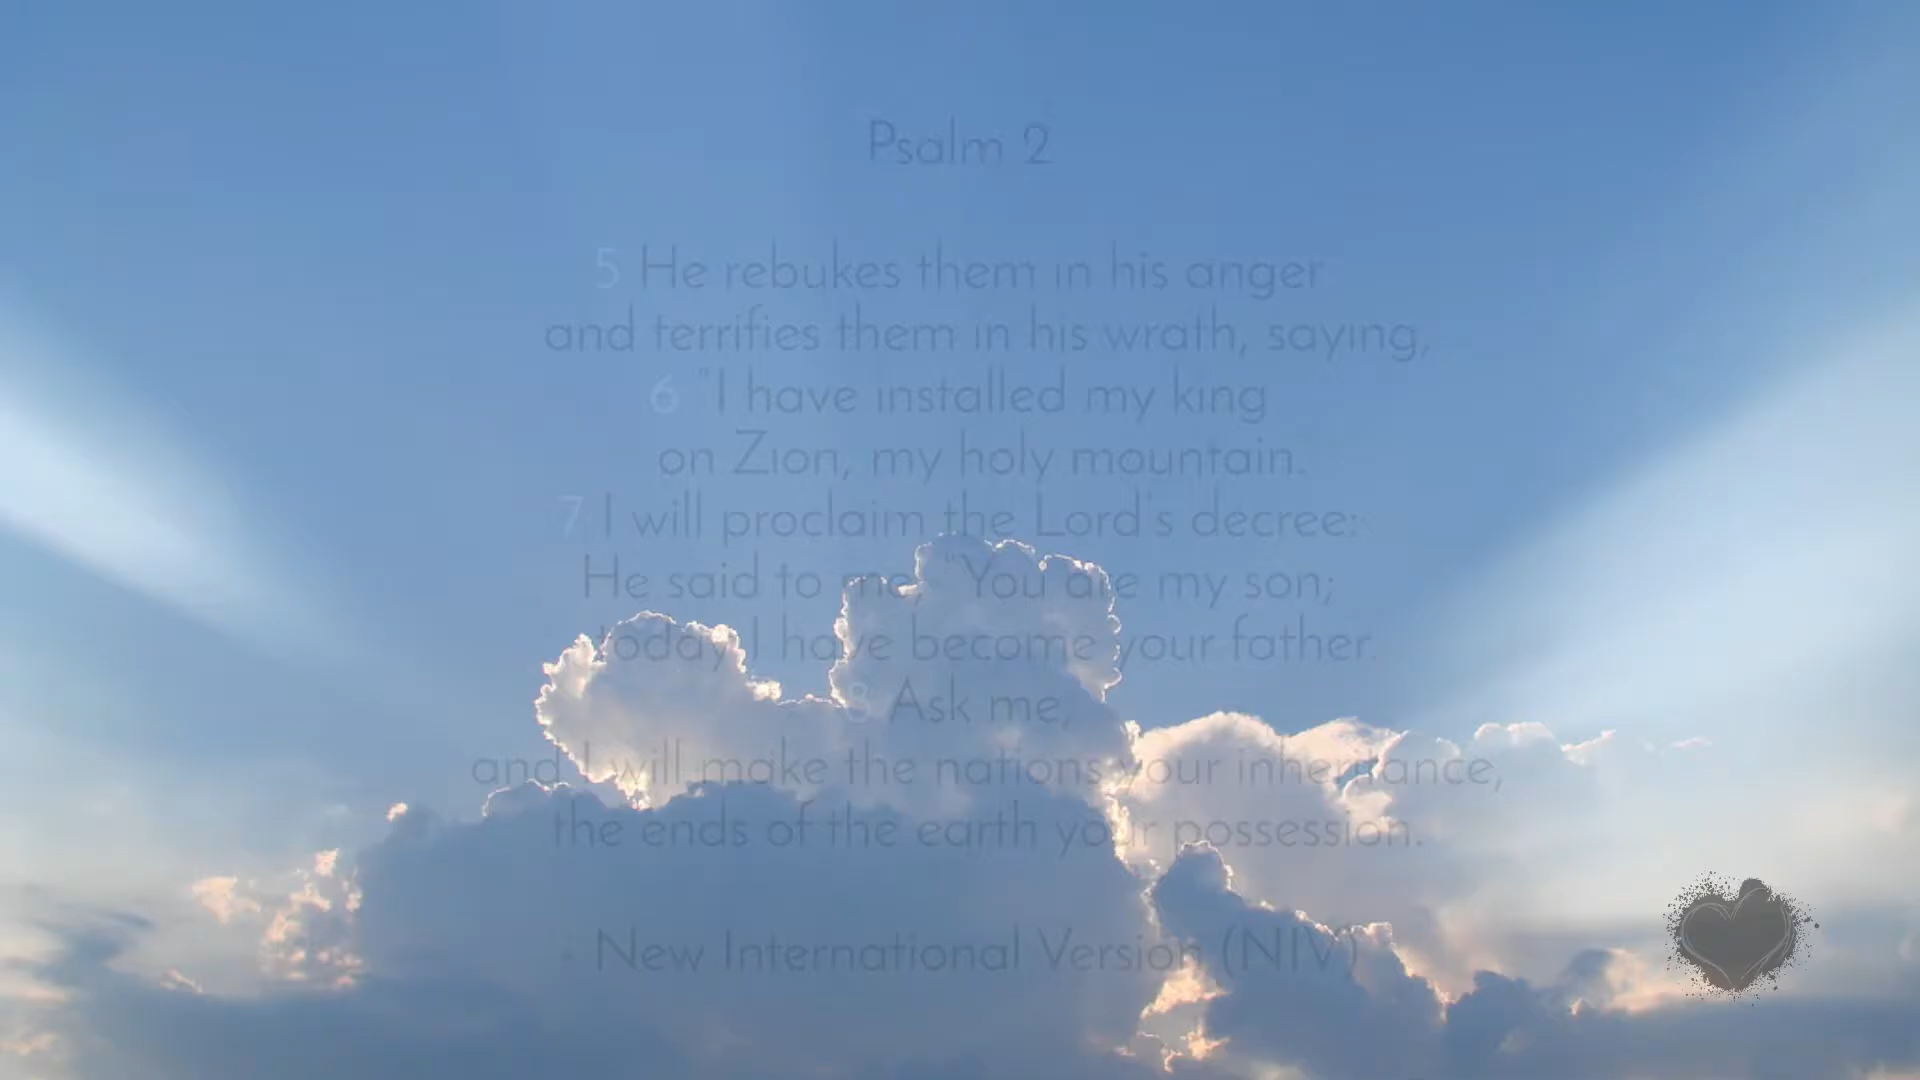 Psalm 2
5 He rebukes them in his anger
and terrifies them in his wrath, saying,
6 "I have installed my king
on Zion, my holy mountain.
7 I will proclaim the Lord's decree:
He said to me, "You are my son;
today I have become your father.
8 Ask me,
and I will make the nations your inheritance,
the ends of the earth your possession.
- New International Version (NIV)